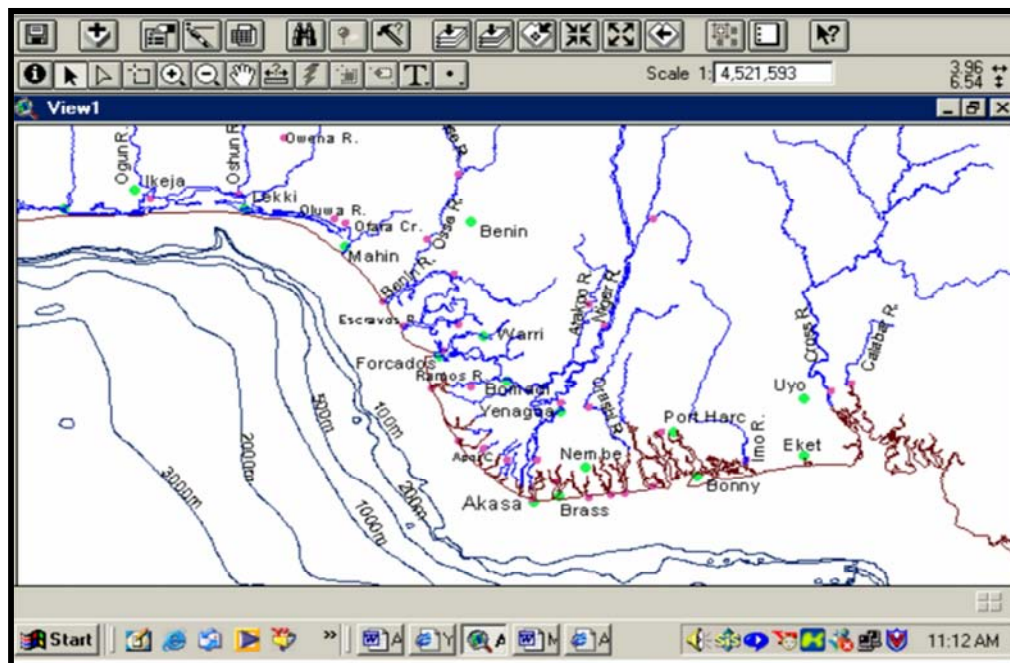 Scale 1: 4,521,593
3.96
6.54
View1
Ogun R.
Oshun R.
Owena R.
Ikeja
Lekki
Oluwa R.
Ofara Cr.
Mahin
Osse R.
Benin
Benin R.
Escravos R.
Warri
Forcados
Ramos R.
Niger R.
Orashi R.
Yenagoa
Port Harc
Imo R.
Nembe
Akasa
Brass
Bonny
Cross R.
Calabar R.
Uyo
Eket
100m
200m
500m
1000m
2000m
3000m
Start
A
Y
A
M
A
11:12 AM